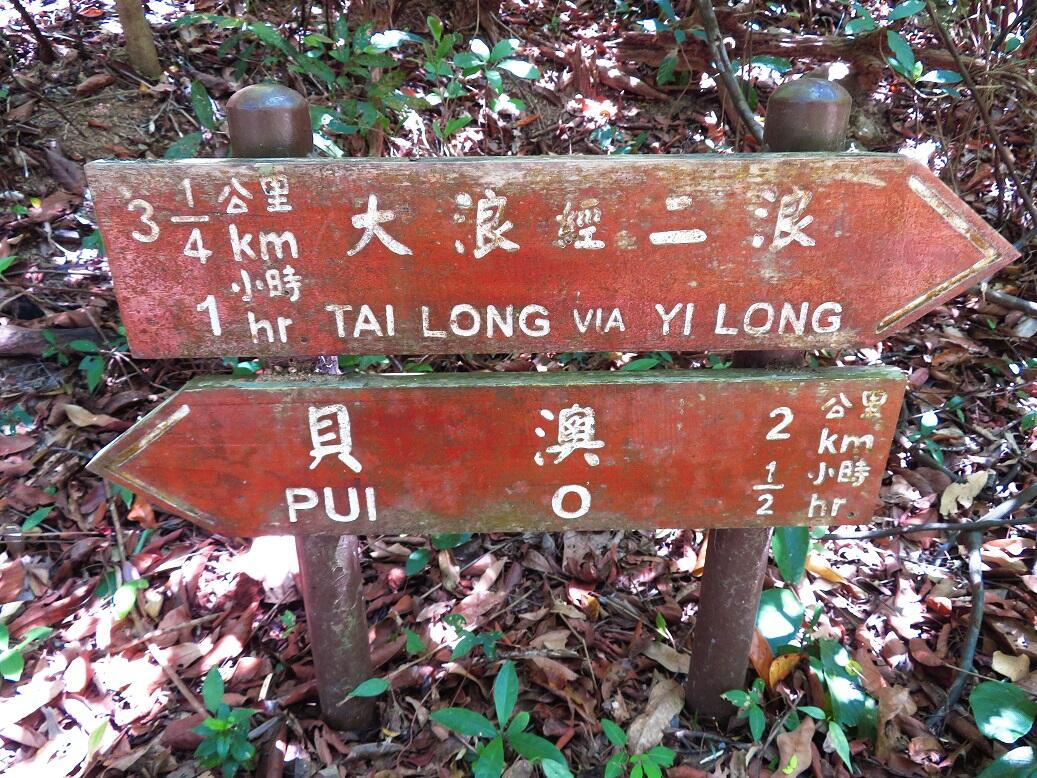 3 1/4 公里 km
大浪經二浪
1 小時 hr
TAI LONG VIA YI LONG
貝澳
PUI O
2 公里 km
1/2 小時 hr